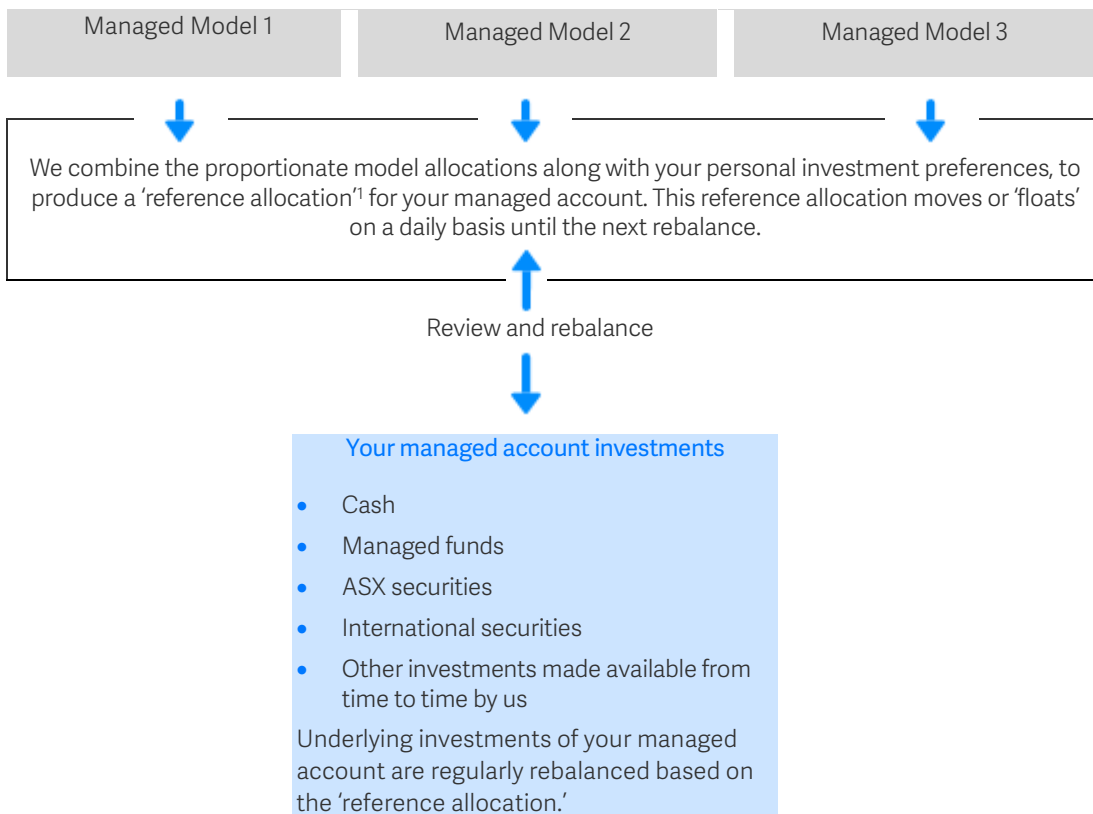 Managed Model 1
Managed Model 2
Managed Model 3
We combine the proportionate model allocations along with your personal investment preferences, to
produce a ‘reference allocation’¹ for your managed account. This reference allocation moves or ‘floats’
on a daily basis until the next rebalance.
Review and rebalance
Your managed account investments
• Cash
• Managed funds
• ASX securities
• International securities
• Other investments made available from
time to time by us
Underlying investments of your managed
account are regularly rebalanced based on
the ‘reference allocation.’